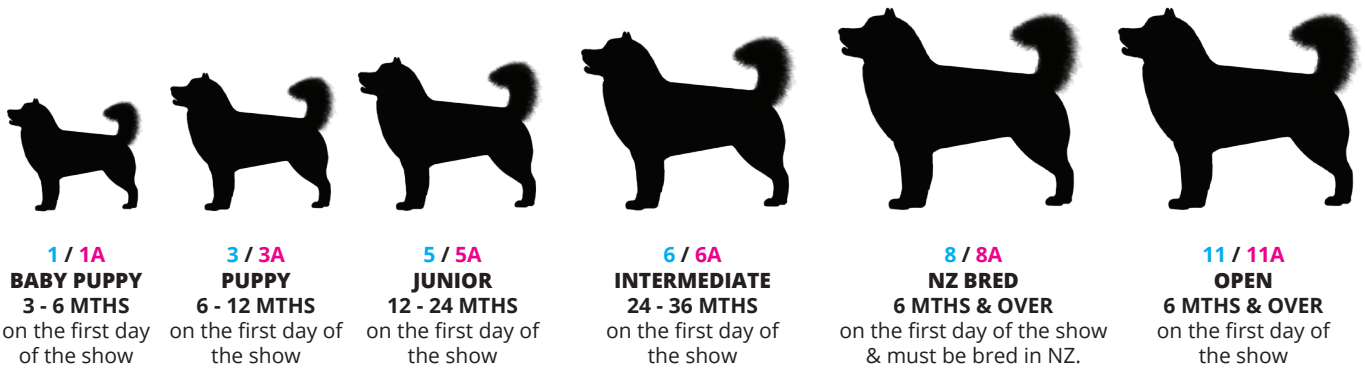 1 / 1A
BABY PUPPY
3 - 6 MTHS
on the first day
of the show
3 / 3A
PUPPY
6 - 12 MTHS
on the first day of
the show
5 / 5A
JUNIOR
12 - 24 MTHS
on the first day of
the show
6 / 6A
INTERMEDIATE
24 - 36 MTHS
on the first day of
the show
8 / 8A
NZ BRED
6 MTHS & OVER
on the first day of the show
& must be bred in NZ.
11 / 11A
OPEN
6 MTHS & OVER
on the first day of
the show